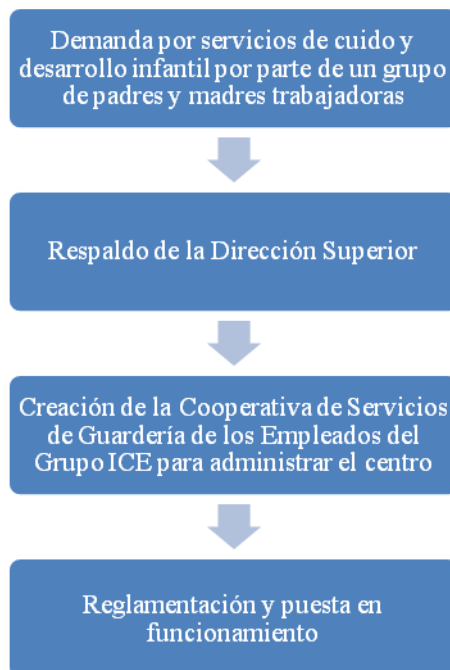 Demanda por servicios de cuido y
desarrollo infantil por parte de un grupo
de padres y madres trabajadoras
Respaldo de la Dirección Superior
Creación de la Cooperativa de Servicios
de Guardería de los Empleados del
Grupo ICE para administrar el centro
Reglamentación y puesta en
funcionamiento